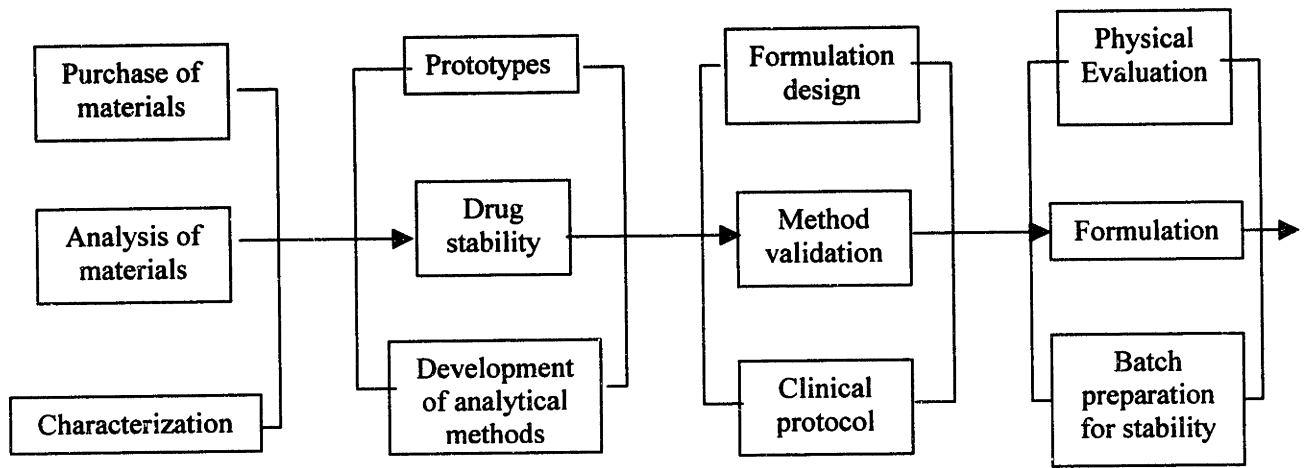 Purchase of
materials
Analysis of
materials
Characterization
Prototypes
Drug
stability
Development
of analytical
methods
Formulation
design
Method
validation
Clinical
protocol
Physical
Evaluation
Formulation
Batch
preparation
for stability